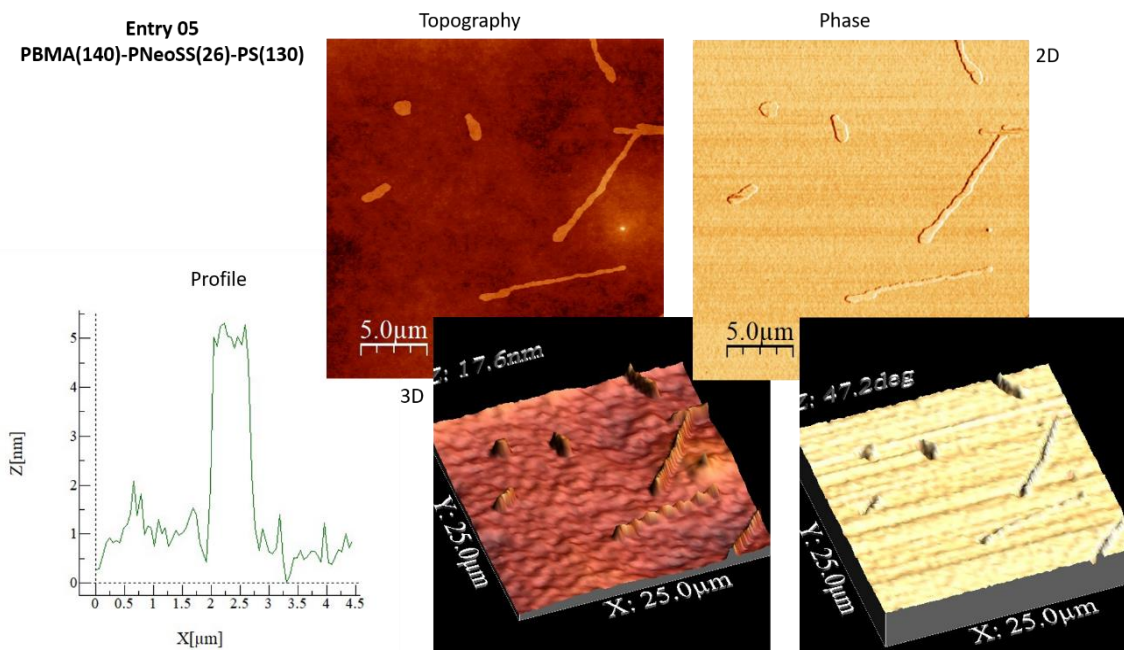 Entry 05
PBMA(140)-PNeoSS(26)-PS(130)
Topography
Phase
2D
5.0µm
5.0µm
Profile
3D
Z: 17.6nm
Z: 47.2deg
Z[nm]
5
4
3
2
1
0
0 0.5 1 1.5 2 2.5 3 3.5 4 4.5
X[µm]
Y: 25.0µm
X: 25.0µm
Y: 25.0µm
X: 25.0µm